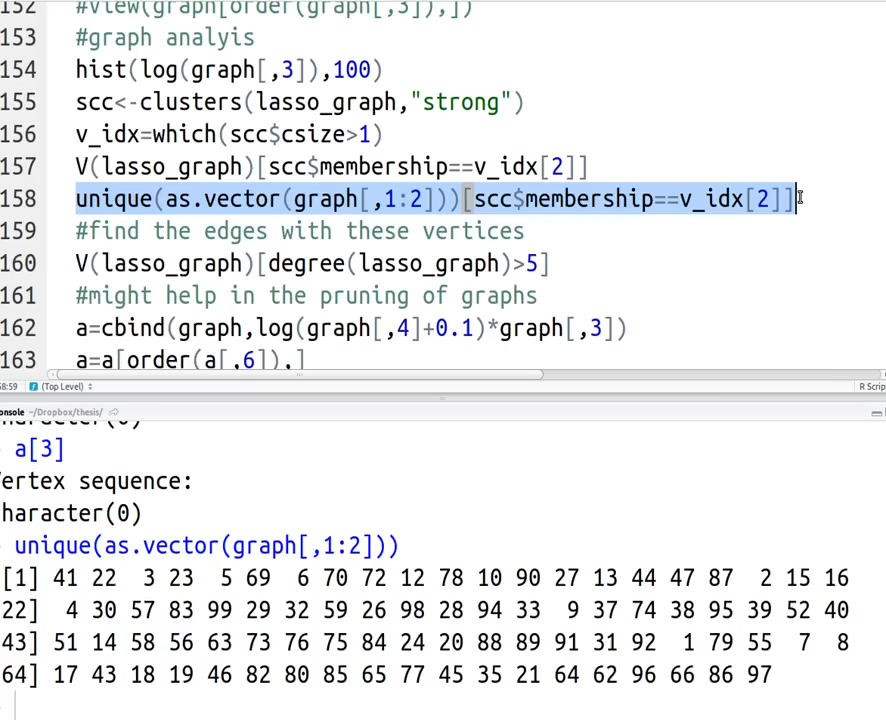 152 #View(graph[order(graph[,3]),])
153 #graph analyis
154 hist(log(graph[,3]),100)
155 scc<-clusters(lasso_graph,"strong")
156 v_idx=which(scc$csize>1)
157 V(lasso_graph)[scc$membership==v_idx[2]]
158 unique(as.vector(graph[,1:2]))[scc$membership==v_idx[2]]
159 #find the edges with these vertices
160 V(lasso_graph)[degree(lasso_graph)>5]
161 #might help in the pruning of graphs
162 a=cbind(graph,log(graph[,4]+0.1)*graph[,3])
163 a=a[order(a[,6]),]
58:59 (Top Level) R Scrip
onsole ~/Dropbox/thesis/
haracter(0)
a[3]
ertex sequence:
haracter(0)
unique(as.vector(graph[,1:2]))
[1] 41 22 3 23 5 69 6 70 72 12 78 10 90 27 13 44 47 87 2 15 16
22] 4 30 57 83 99 29 32 59 26 98 28 94 33 9 37 74 38 95 39 52 40
43] 51 14 58 56 63 73 76 75 84 24 20 88 89 91 31 92 1 79 55 7 8
64] 17 43 18 19 46 82 80 85 65 77 45 35 21 64 62 96 66 86 97